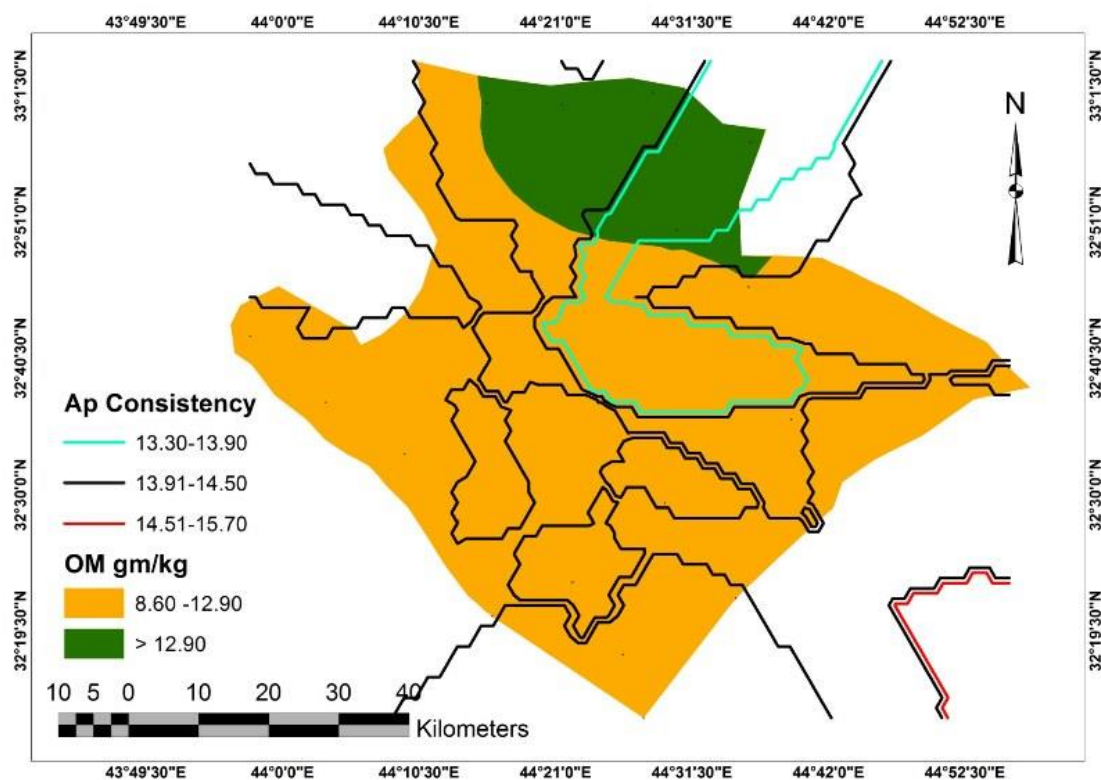 43°49'30"E 44°0'0"E 44°10'30"E 44°21'0"E 44°31'30"E 44°42'0"E 44°52'30"E
33°1'30"N 33°1'30"N
N
32°51'0"N 32°51'0"N
32°40'30"N 32°40'30"N
Ap Consistency
13.30-13.90
13.91-14.50
32°30'0"N 32°30'0"N
14.51-15.70
OM gm/kg
8.60 -12.90
32°19'30"N 32°19'30"N
> 12.90
10 5 0 10 20 30 40
Kilometers
43°49'30"E 44°0'0"E 44°10'30"E 44°21'0"E 44°31'30"E 44°42'0"E 44°52'30"E